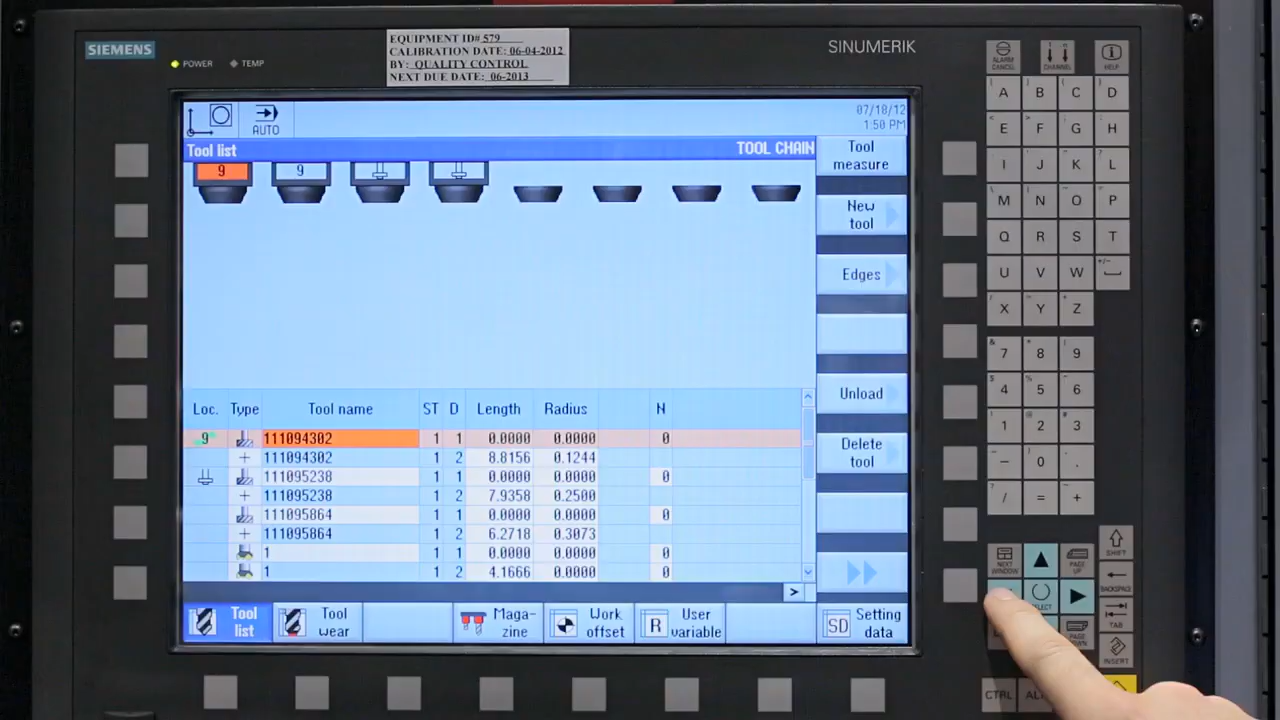 SIEMENS
POWER
TEMP
EQUIPMENT ID# 579
CALIBRATION DATE: 06-04-2012
BY: QUALITY CONTROL
NEXT DUE DATE: 06-2013
SINUMERIK
AUTO
07/18/12
1:50 PM
Tool list
TOOL CHAIN
9
9
Tool measure
New tool
Edges
Unload
Delete tool
Loc. Type Tool name ST D Length Radius N
9 111094302 1 1 0.0000 0.0000 0
111094302 1 2 8.8156 0.1244
111095238 1 1 0.0000 0.0000 0
111095238 1 2 7.9358 0.2500
111095864 1 1 0.0000 0.0000 0
111095864 1 2 6.2718 0.3073
1 1 1 0.0000 0.0000 0
1 1 2 4.1666 0.0000
>
Tool list
Tool wear
Maga-zine
Work offset
R User variable
SD Setting data
ALARM CANCEL
CHANNEL
HELP
A B C D
E F G H
I J K L
M N O P
Q R S T
U V W
X Y Z
7 8 9
4 5 6
1 2 3
- 0 .
/ = +
NEXT WINDOW
PAGE UP
SHIFT
BACKSPACE
TAB
PAGE DOWN
INSERT
CTRL